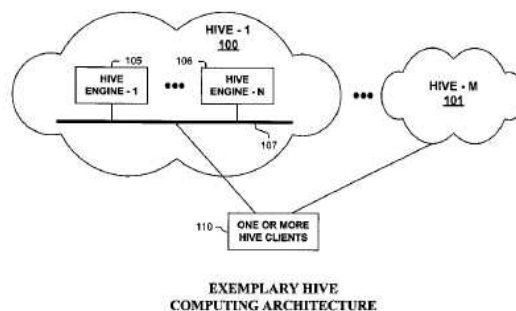 HIVE - 1
100
105
HIVE
ENGINE - 1
106
HIVE
ENGINE - N
107
HIVE - M
101
110
ONE OR MORE
HIVE CLIENTS
EXEMPLARY HIVE
COMPUTING ARCHITECTURE